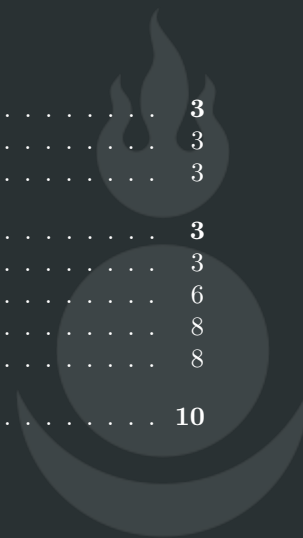 . . . . . . . . 3
. . . . . . . . 3
. . . . . . . . 3
. . . . . . . . 3
. . . . . . . . 3
. . . . . . . . 6
. . . . . . . . 8
. . . . . . . . 8
. . . . . . . . 10